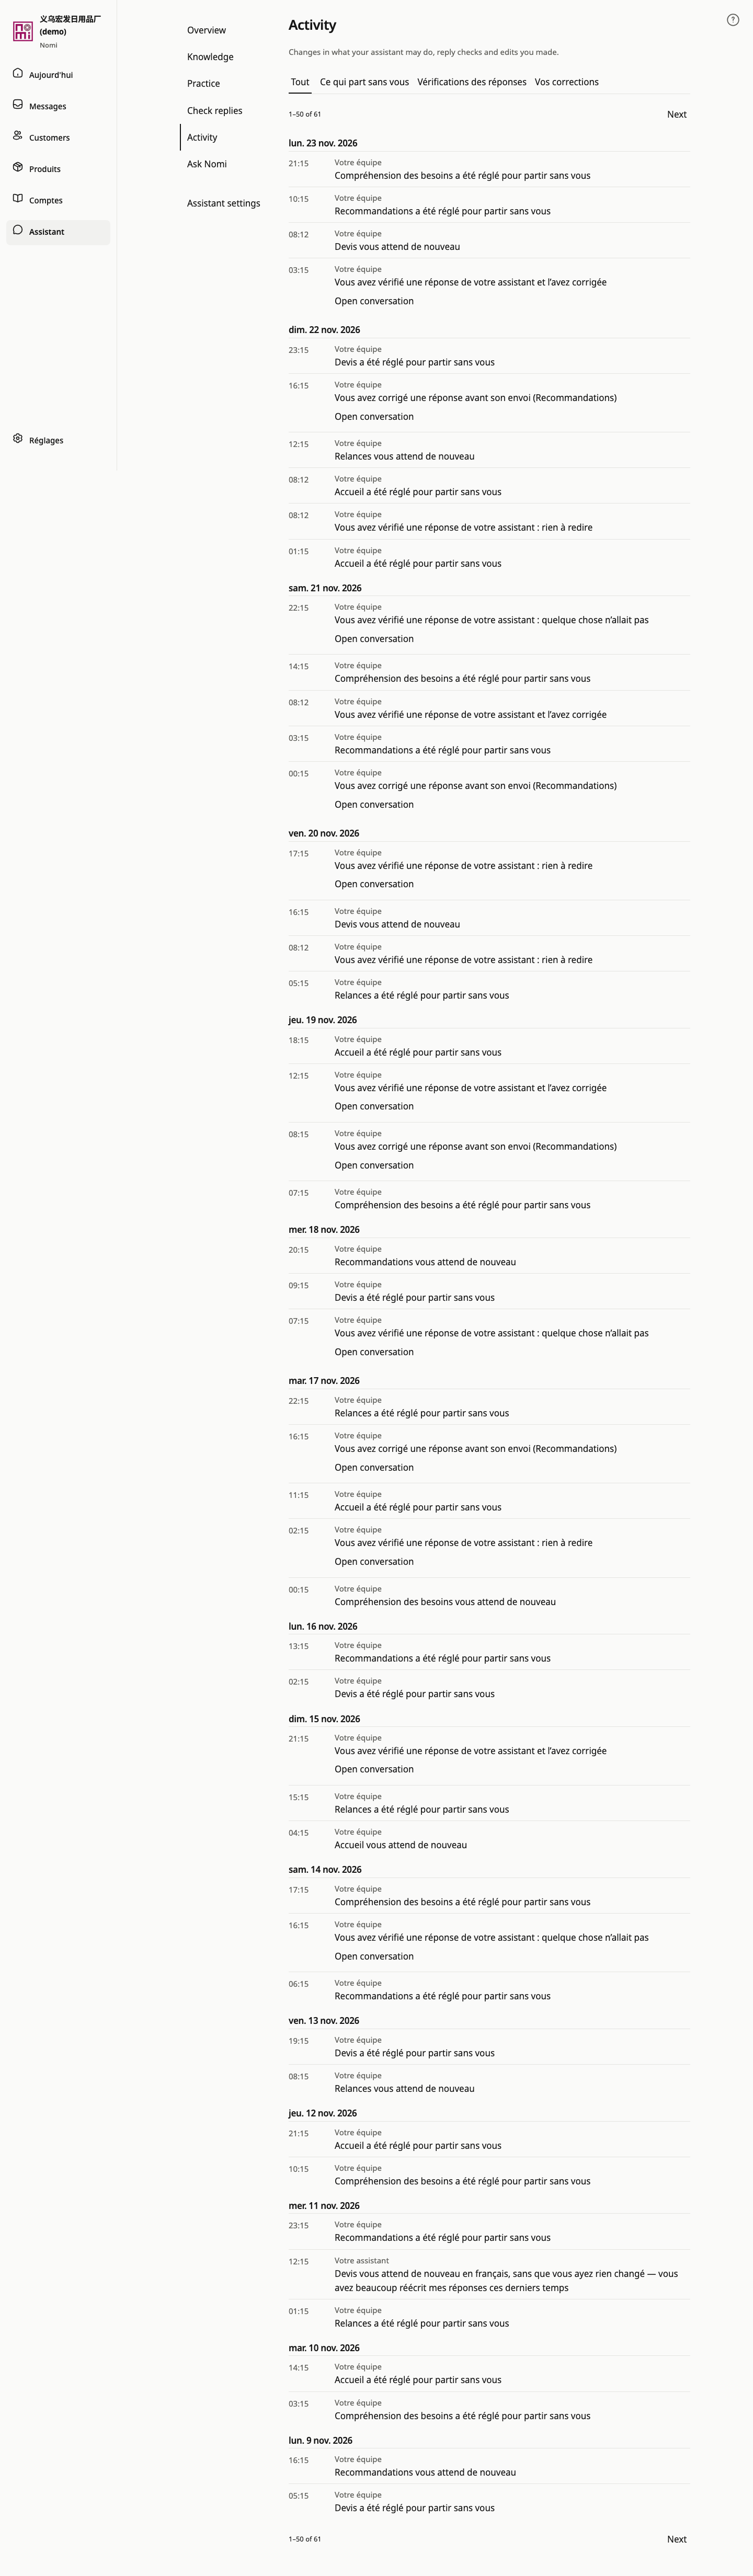 义乌宏发日用品厂
(demo)
Nomi
Aujourd'hui
Messages
Customers
Produits
Comptes
Assistant
Réglages
Overview
Knowledge
Practice
Check replies
Activity
Ask Nomi
Assistant settings
Activity
Changes in what your assistant may do, reply checks and edits you made.
Tout Ce qui part sans vous Vérifications des réponses Vos corrections
1–50 of 61 Next
lun. 23 nov. 2026
21:15 Votre équipe
Compréhension des besoins a été réglé pour partir sans vous
10:15 Votre équipe
Recommandations a été réglé pour partir sans vous
08:12 Votre équipe
Devis vous attend de nouveau
03:15 Votre équipe
Vous avez vérifié une réponse de votre assistant et l’avez corrigée
Open conversation
dim. 22 nov. 2026
23:15 Votre équipe
Devis a été réglé pour partir sans vous
16:15 Votre équipe
Vous avez corrigé une réponse avant son envoi (Recommandations)
Open conversation
12:15 Votre équipe
Relances vous attend de nouveau
08:12 Votre équipe
Accueil a été réglé pour partir sans vous
08:12 Votre équipe
Vous avez vérifié une réponse de votre assistant : rien à redire
01:15 Votre équipe
Accueil a été réglé pour partir sans vous
sam. 21 nov. 2026
22:15 Votre équipe
Vous avez vérifié une réponse de votre assistant : quelque chose n’allait pas
Open conversation
14:15 Votre équipe
Compréhension des besoins a été réglé pour partir sans vous
08:12 Votre équipe
Vous avez vérifié une réponse de votre assistant et l’avez corrigée
03:15 Votre équipe
Recommandations a été réglé pour partir sans vous
00:15 Votre équipe
Vous avez corrigé une réponse avant son envoi (Recommandations)
Open conversation
ven. 20 nov. 2026
17:15 Votre équipe
Vous avez vérifié une réponse de votre assistant : rien à redire
Open conversation
16:15 Votre équipe
Devis vous attend de nouveau
08:12 Votre équipe
Vous avez vérifié une réponse de votre assistant : rien à redire
05:15 Votre équipe
Relances a été réglé pour partir sans vous
jeu. 19 nov. 2026
18:15 Votre équipe
Accueil a été réglé pour partir sans vous
12:15 Votre équipe
Vous avez vérifié une réponse de votre assistant et l’avez corrigée
Open conversation
08:15 Votre équipe
Vous avez corrigé une réponse avant son envoi (Recommandations)
Open conversation
07:15 Votre équipe
Compréhension des besoins a été réglé pour partir sans vous
mer. 18 nov. 2026
20:15 Votre équipe
Recommandations vous attend de nouveau
09:15 Votre équipe
Devis a été réglé pour partir sans vous
07:15 Votre équipe
Vous avez vérifié une réponse de votre assistant : quelque chose n’allait pas
Open conversation
mar. 17 nov. 2026
22:15 Votre équipe
Relances a été réglé pour partir sans vous
16:15 Votre équipe
Vous avez corrigé une réponse avant son envoi (Recommandations)
Open conversation
11:15 Votre équipe
Accueil a été réglé pour partir sans vous
02:15 Votre équipe
Vous avez vérifié une réponse de votre assistant : rien à redire
Open conversation
00:15 Votre équipe
Compréhension des besoins vous attend de nouveau
lun. 16 nov. 2026
13:15 Votre équipe
Recommandations a été réglé pour partir sans vous
02:15 Votre équipe
Devis a été réglé pour partir sans vous
dim. 15 nov. 2026
21:15 Votre équipe
Vous avez vérifié une réponse de votre assistant et l’avez corrigée
Open conversation
15:15 Votre équipe
Relances a été réglé pour partir sans vous
04:15 Votre équipe
Accueil vous attend de nouveau
sam. 14 nov. 2026
17:15 Votre équipe
Compréhension des besoins a été réglé pour partir sans vous
16:15 Votre équipe
Vous avez vérifié une réponse de votre assistant : quelque chose n’allait pas
Open conversation
06:15 Votre équipe
Recommandations a été réglé pour partir sans vous
ven. 13 nov. 2026
19:15 Votre équipe
Devis a été réglé pour partir sans vous
08:15 Votre équipe
Relances vous attend de nouveau
jeu. 12 nov. 2026
21:15 Votre équipe
Accueil a été réglé pour partir sans vous
10:15 Votre équipe
Compréhension des besoins a été réglé pour partir sans vous
mer. 11 nov. 2026
23:15 Votre équipe
Recommandations a été réglé pour partir sans vous
12:15 Votre assistant
Devis vous attend de nouveau en français, sans que vous ayez rien changé — vous
avez beaucoup réécrit mes réponses ces derniers temps
01:15 Votre équipe
Relances a été réglé pour partir sans vous
mar. 10 nov. 2026
14:15 Votre équipe
Accueil a été réglé pour partir sans vous
03:15 Votre équipe
Compréhension des besoins a été réglé pour partir sans vous
lun. 9 nov. 2026
16:15 Votre équipe
Recommandations vous attend de nouveau
05:15 Votre équipe
Devis a été réglé pour partir sans vous
1–50 of 61 Next